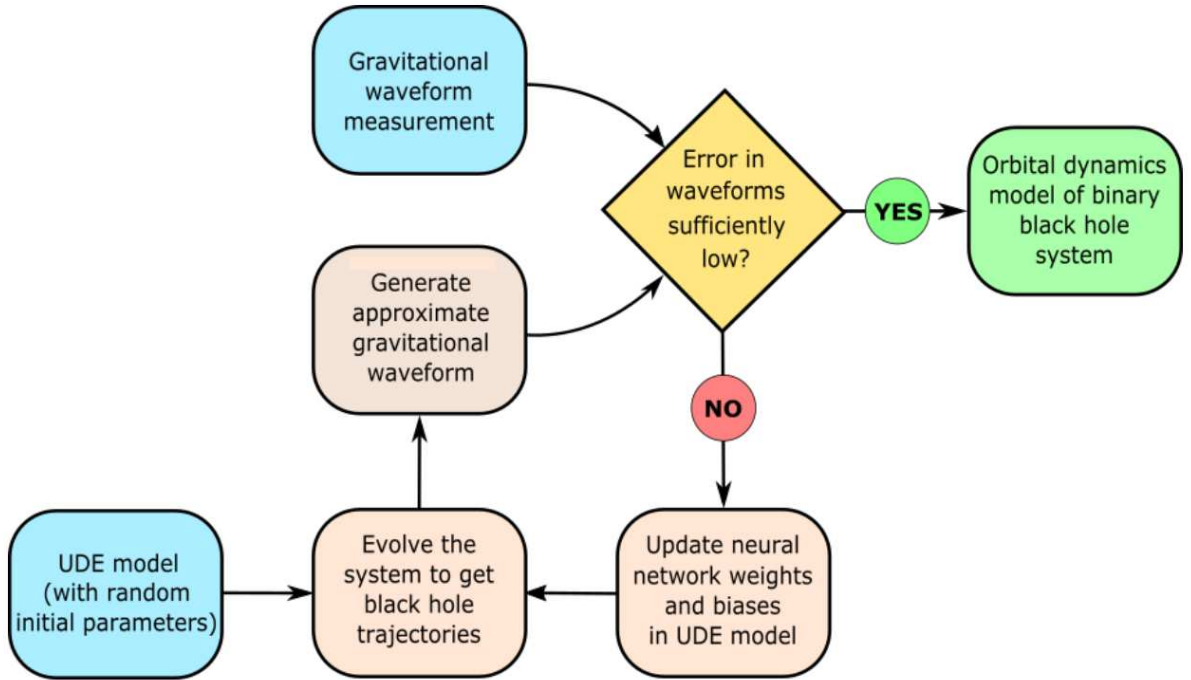 Gravitational
waveform
measurement
Error in
waveforms
sufficiently
low?
YES
Orbital dynamics
model of binary
black hole
system
Generate
approximate
gravitational
waveform
NO
UDE model
(with random
initial parameters)
Evolve the
system to get
black hole
trajectories
Update neural
network weights
and biases
in UDE model